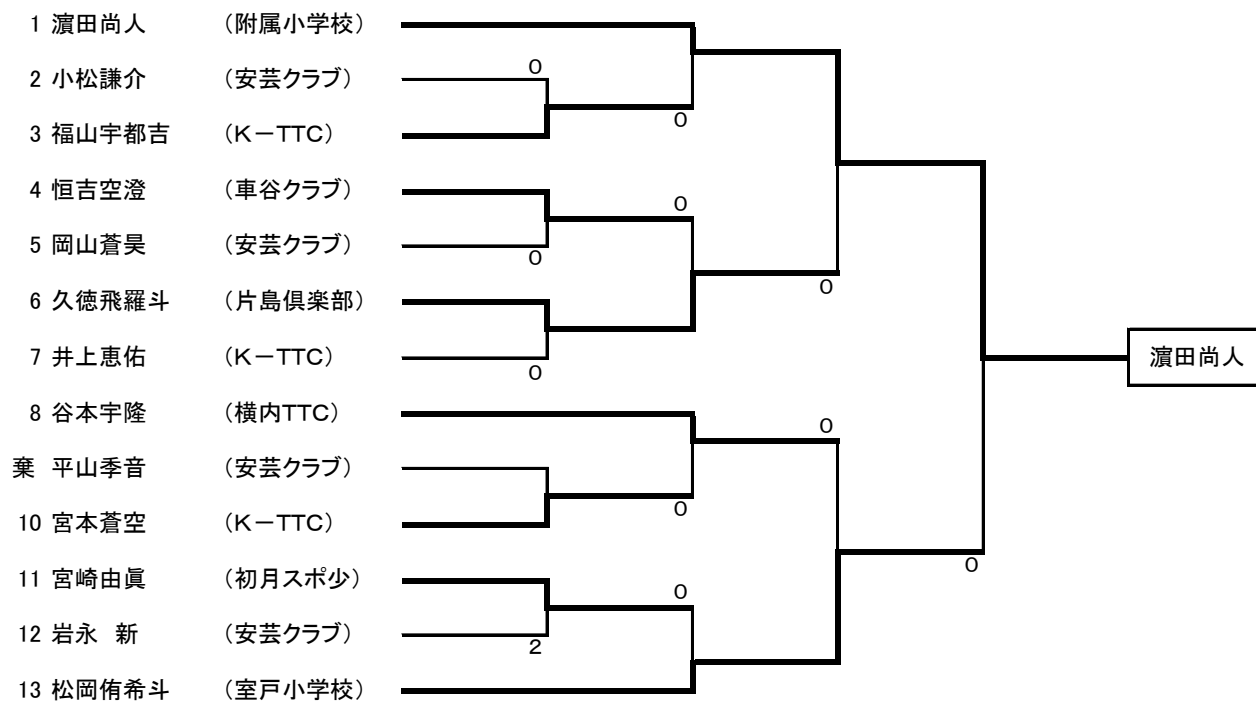 1 濵田尚人 （附属小学校）
0
2 小松謙介 （安芸クラブ）
0
3 福山宇都吉 （K－TTC）
4 恒吉空澄 （車谷クラブ） 0
5 岡山蒼昊 （安芸クラブ）
0
0
6 久徳飛羅斗 （片島倶楽部）
7 井上恵佑 （K－TTC） 濵田尚人
0
8 谷本宇隆 （横内TTC）
0
棄 平山季音 （安芸クラブ）
0
10 宮本蒼空 （K－TTC）
0
11 宮崎由眞 （初月スポ少）
0
12 岩永　新 （安芸クラブ）
2
13 松岡侑希斗 （室戸小学校）